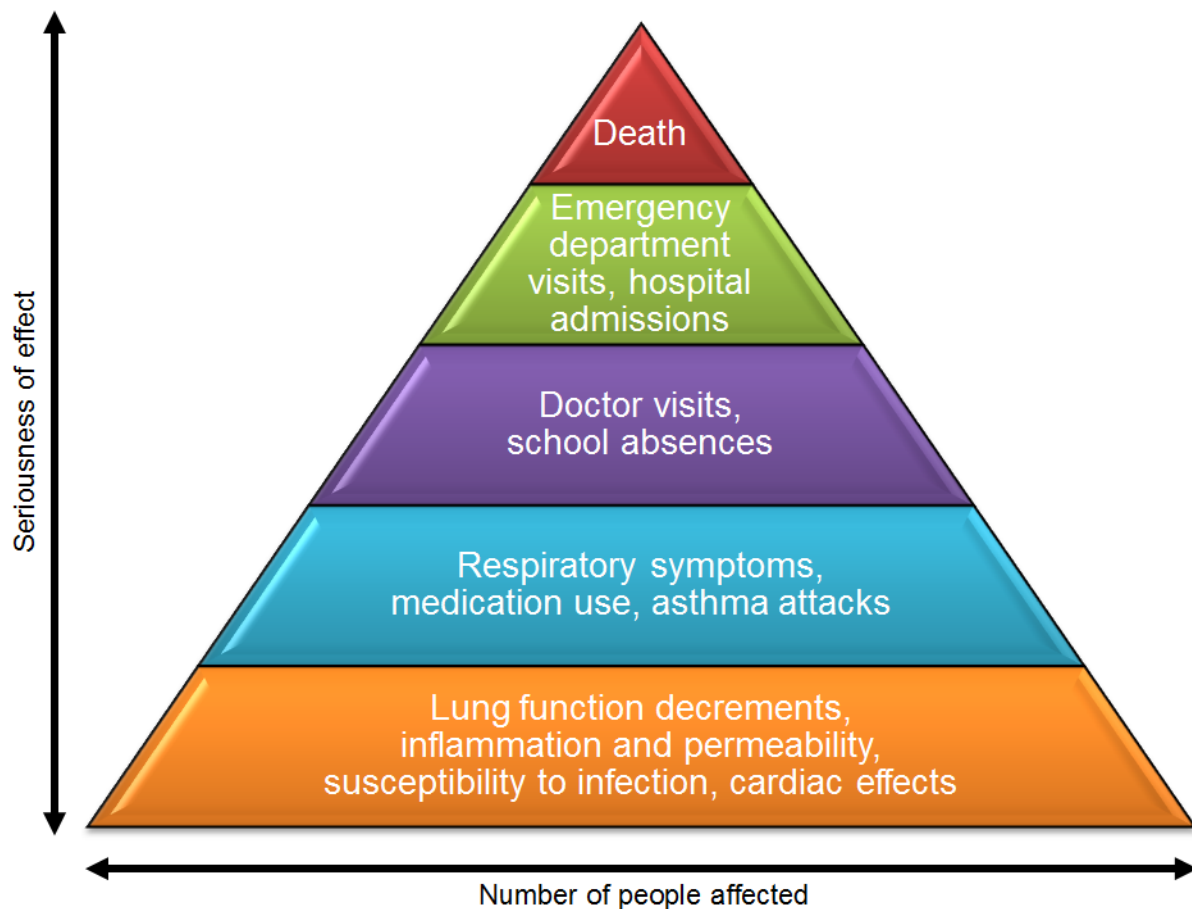 Death
Emergency
department
visits, hospital
admissions
Doctor visits,
school absences
Respiratory symptoms,
medication use, asthma attacks
Lung function decrements,
inflammation and permeability,
susceptibility to infection, cardiac effects
Seriousness of effect
Number of people affected